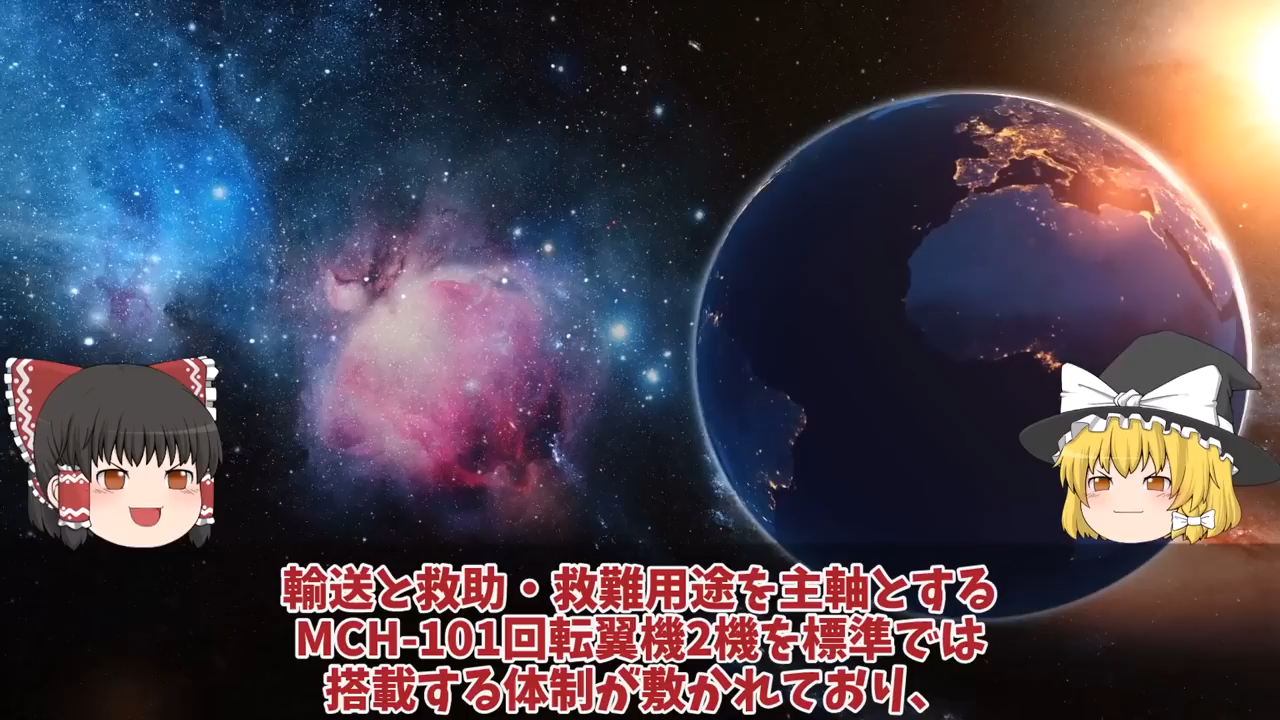 輸送と救助・救難用途を主軸とする
MCH-101回転翼機2機を標準では
搭載する体制が敷かれており、